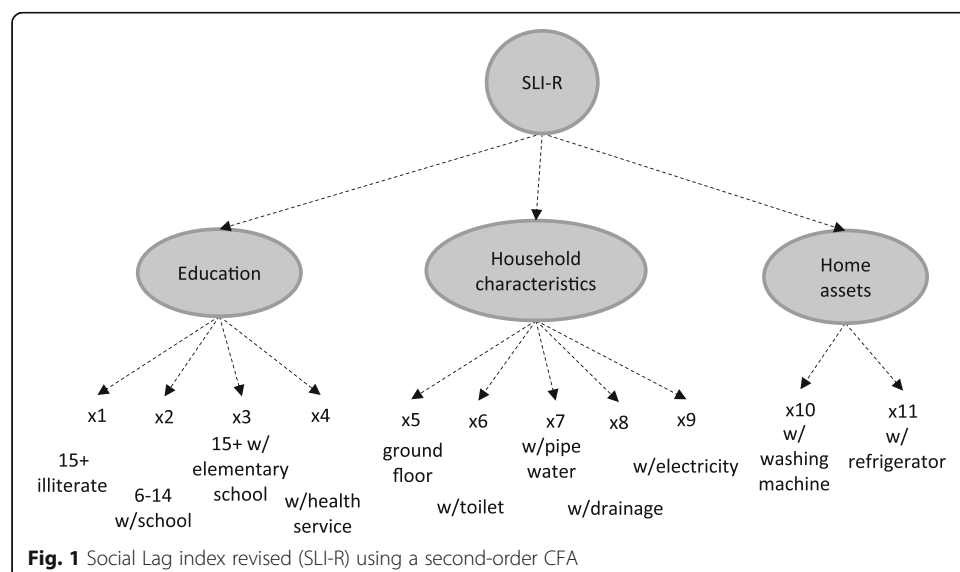 SLI-R
Education
Household
characteristics
Home
assets
x1
x2
x3
x4
x5
x6
x7
x8
x9
x10
x11
15+
illiterate
6-14
w/school
15+ w/
elementary
school
w/health
service
ground
floor
w/toilet
w/pipe
water
w/drainage
w/electricity
w/
washing
machine
w/
refrigerator
Fig. 1 Social Lag index revised (SLI-R) using a second-order CFA